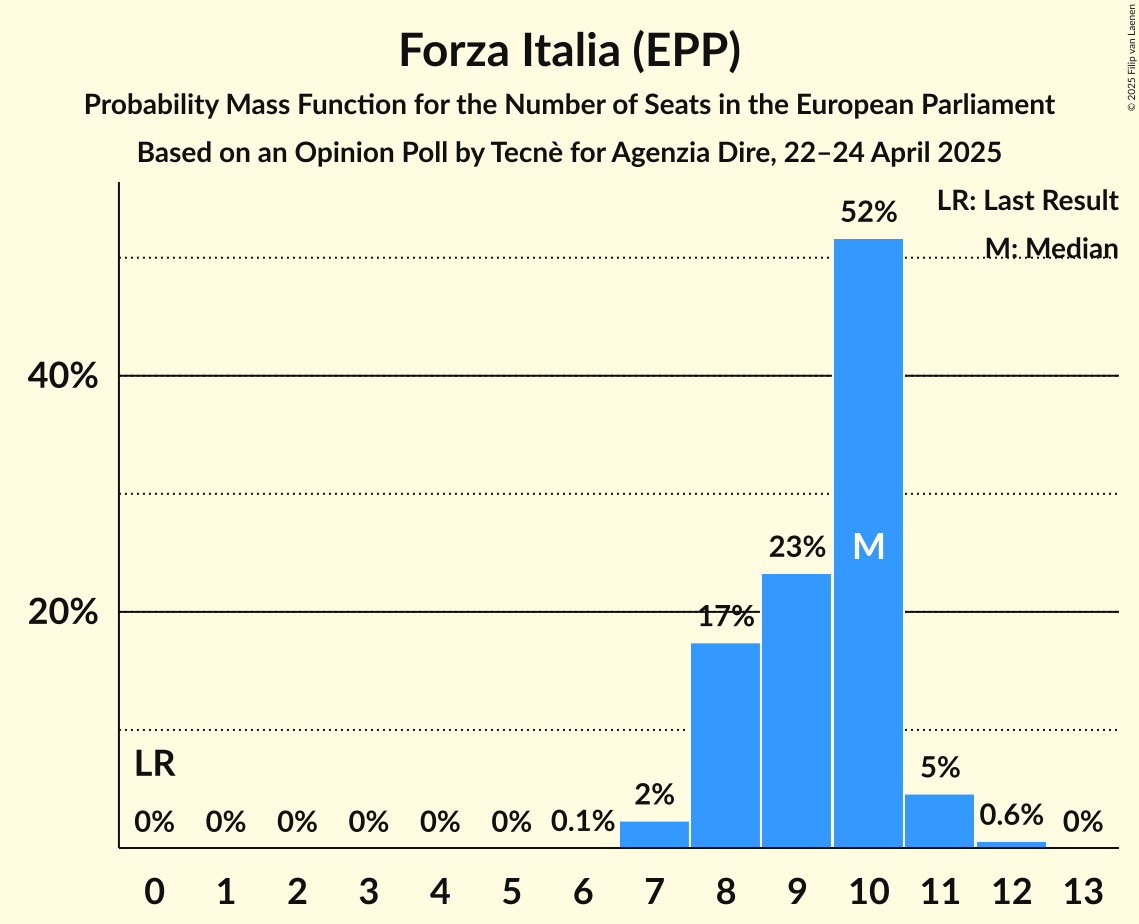 Forza Italia (EPP)
Probability Mass Function for the Number of Seats in the European Parliament
Based on an Opinion Poll by Tecnè for Agenzia Dire, 22–24 April 2025
© 2025 Filip van Laenen
LR: Last Result
M: Median
52%
40%
23%
M
20%
17%
LR
5%
2%
0% 0% 0% 0% 0% 0% 0.1% 0.6% 0%
0 1 2 3 4 5 6 7 8 9 10 11 12 13